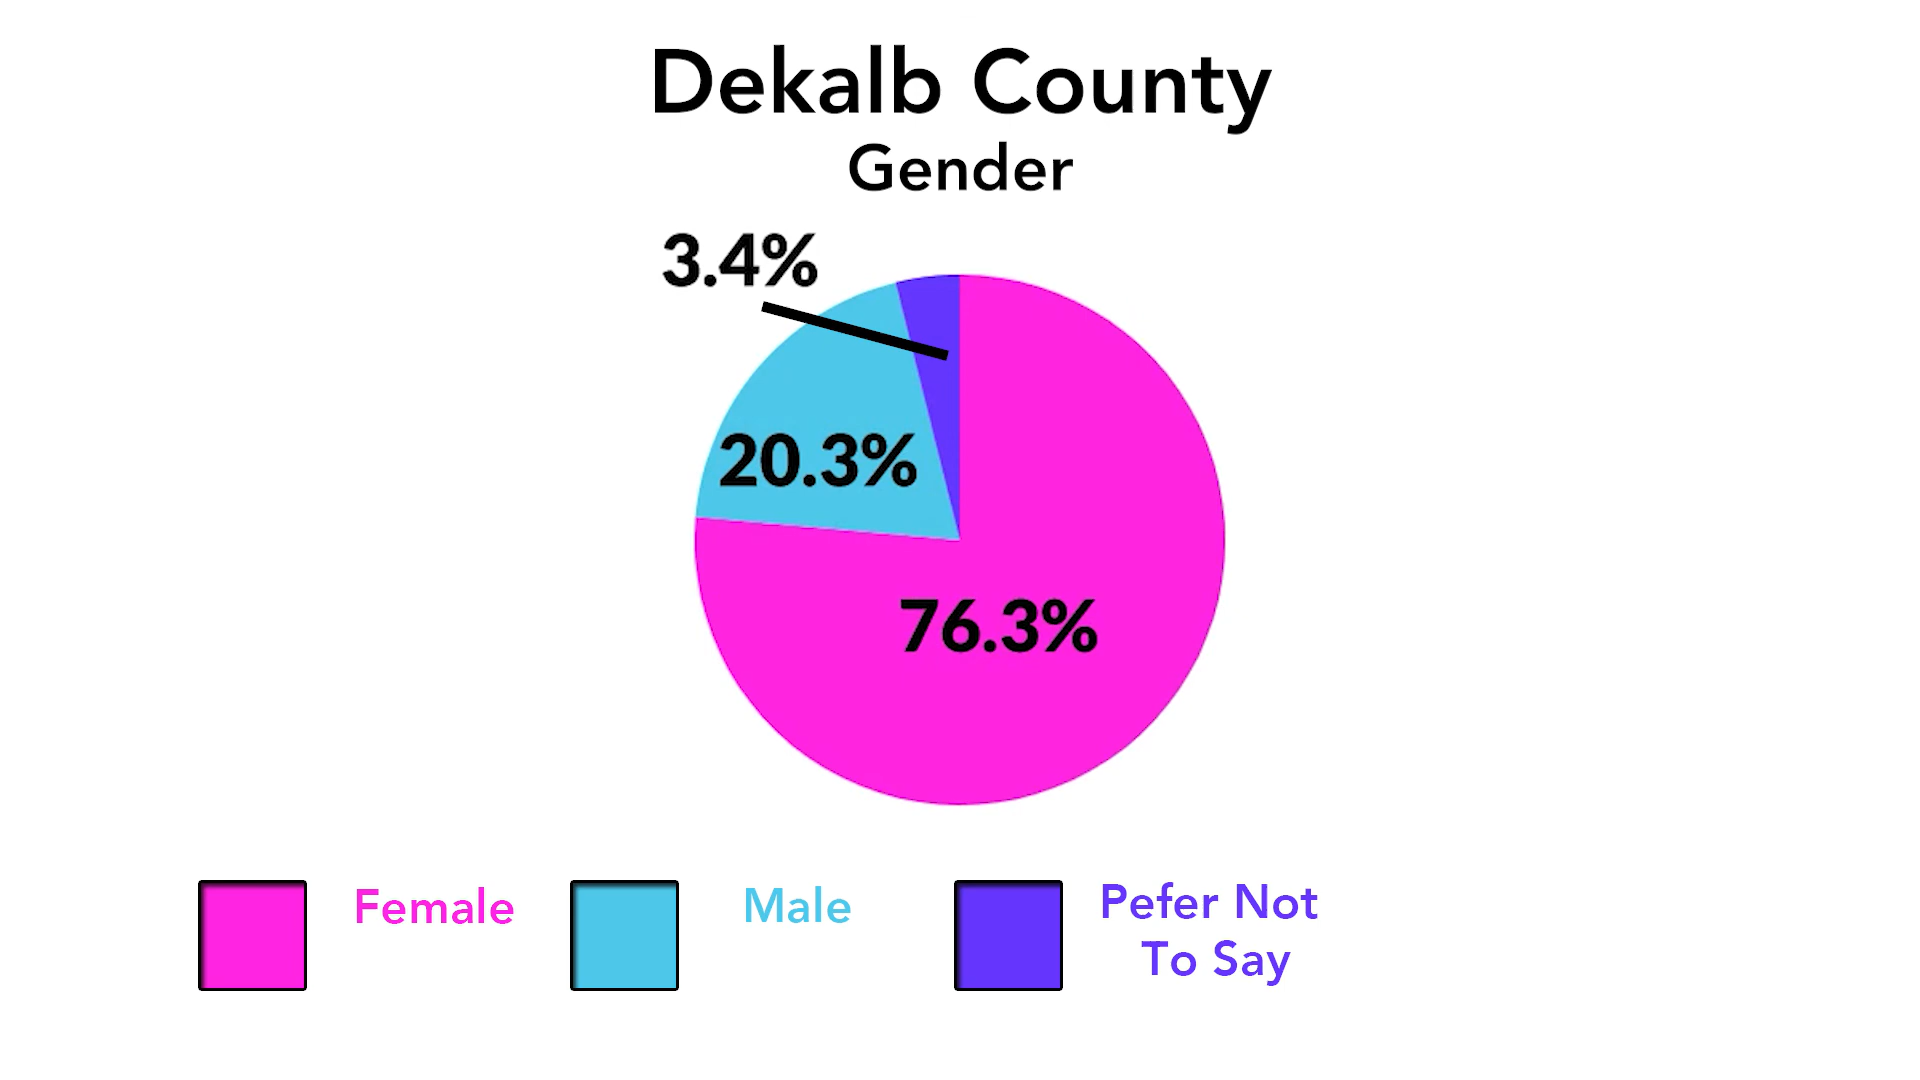 Dekalb County
Gender
3.4%
20.3%
76.3%
Female
Male
Pefer Not
To Say